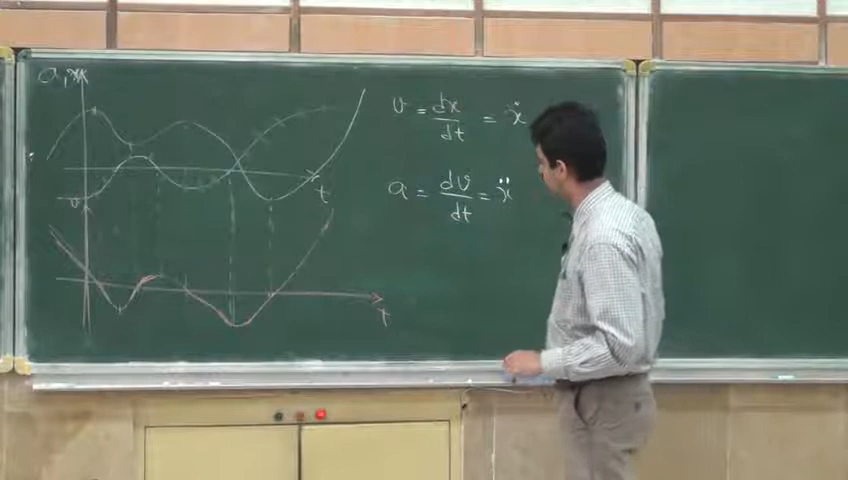 a, x
t
v
t
v = dx/dt = ẋ
a = dv/dt = ẍ